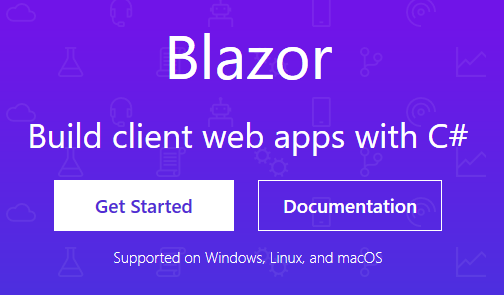 Blazor
Build client web apps with C#
Get Started
Documentation
Supported on Windows, Linux, and macOS